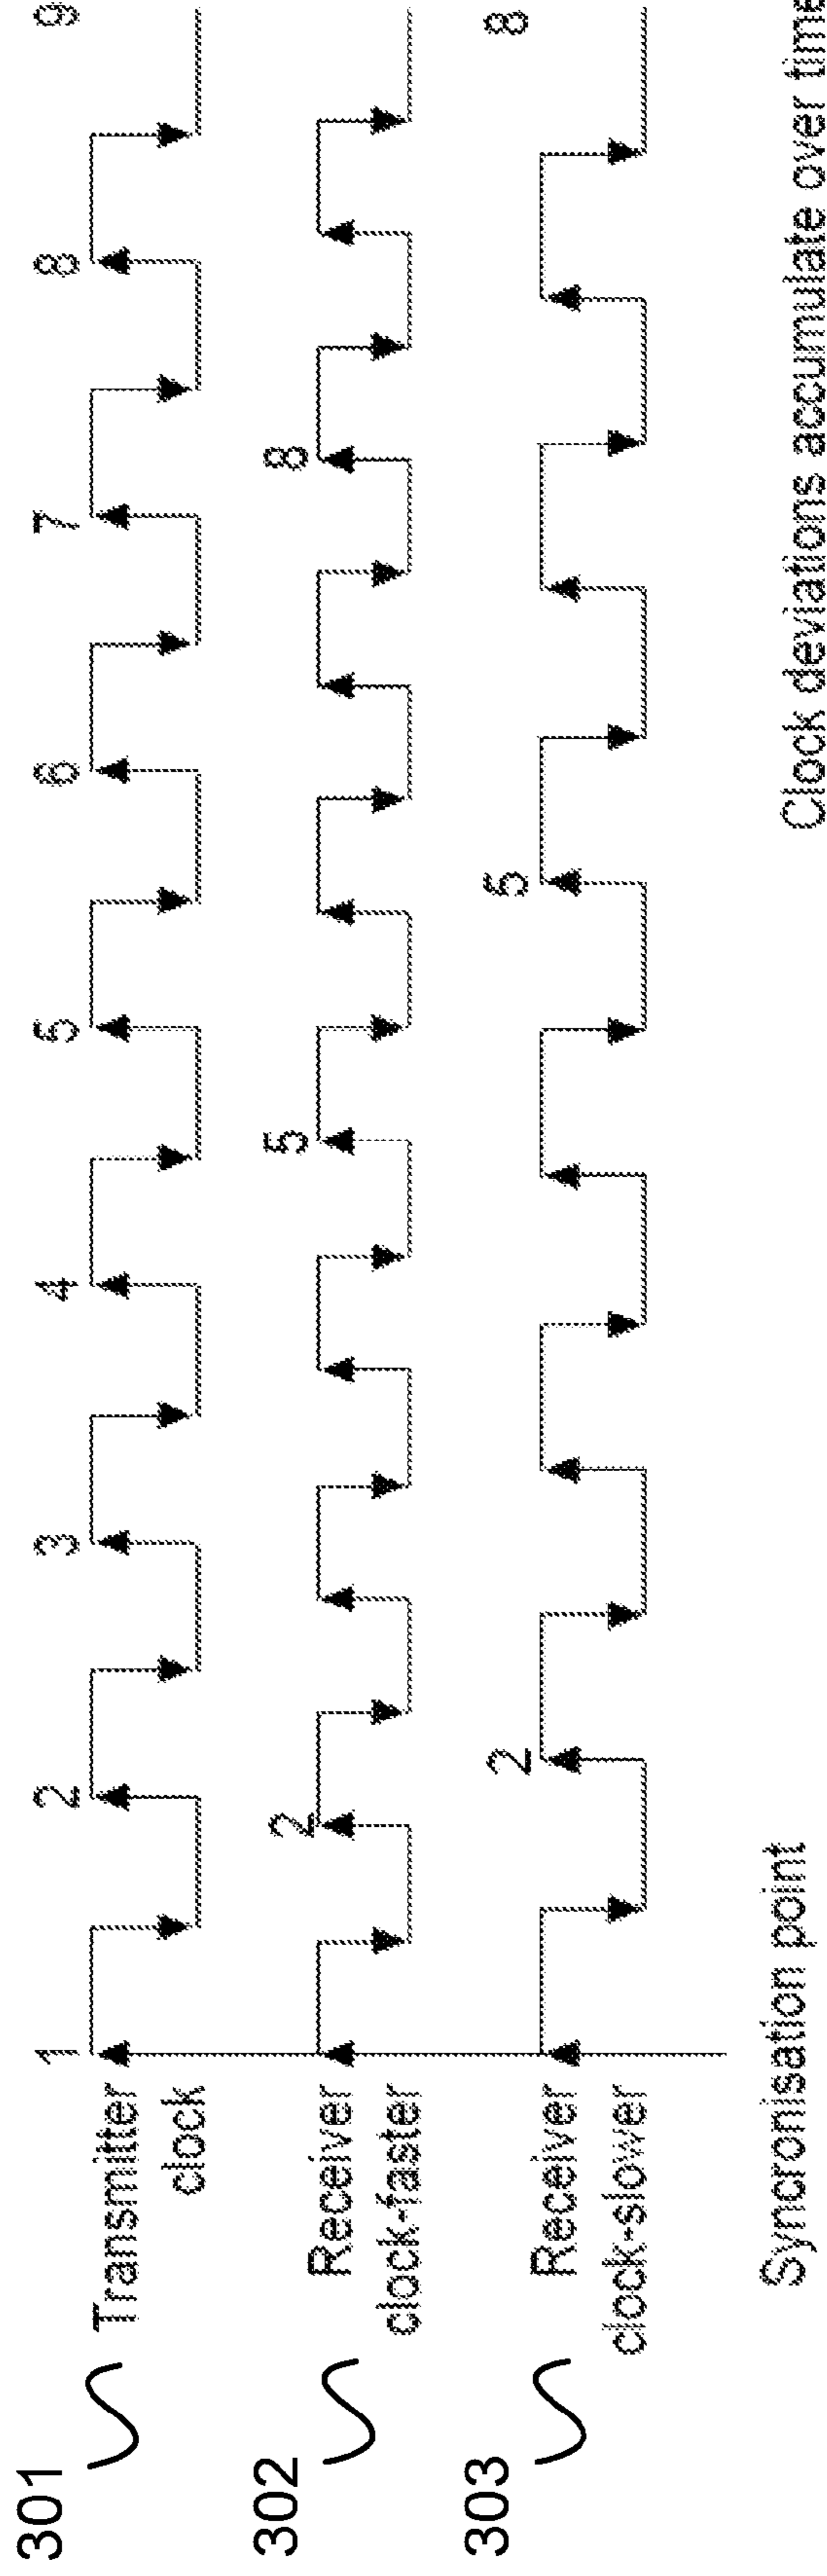 301 Transmitter clock 1 2 3 4 5 6 7 8 9
302 Receiver clock-faster 2 5 8
303 Receiver clock-slower 2 5 8
Syncronisation point
Clock deviations accumulate over time